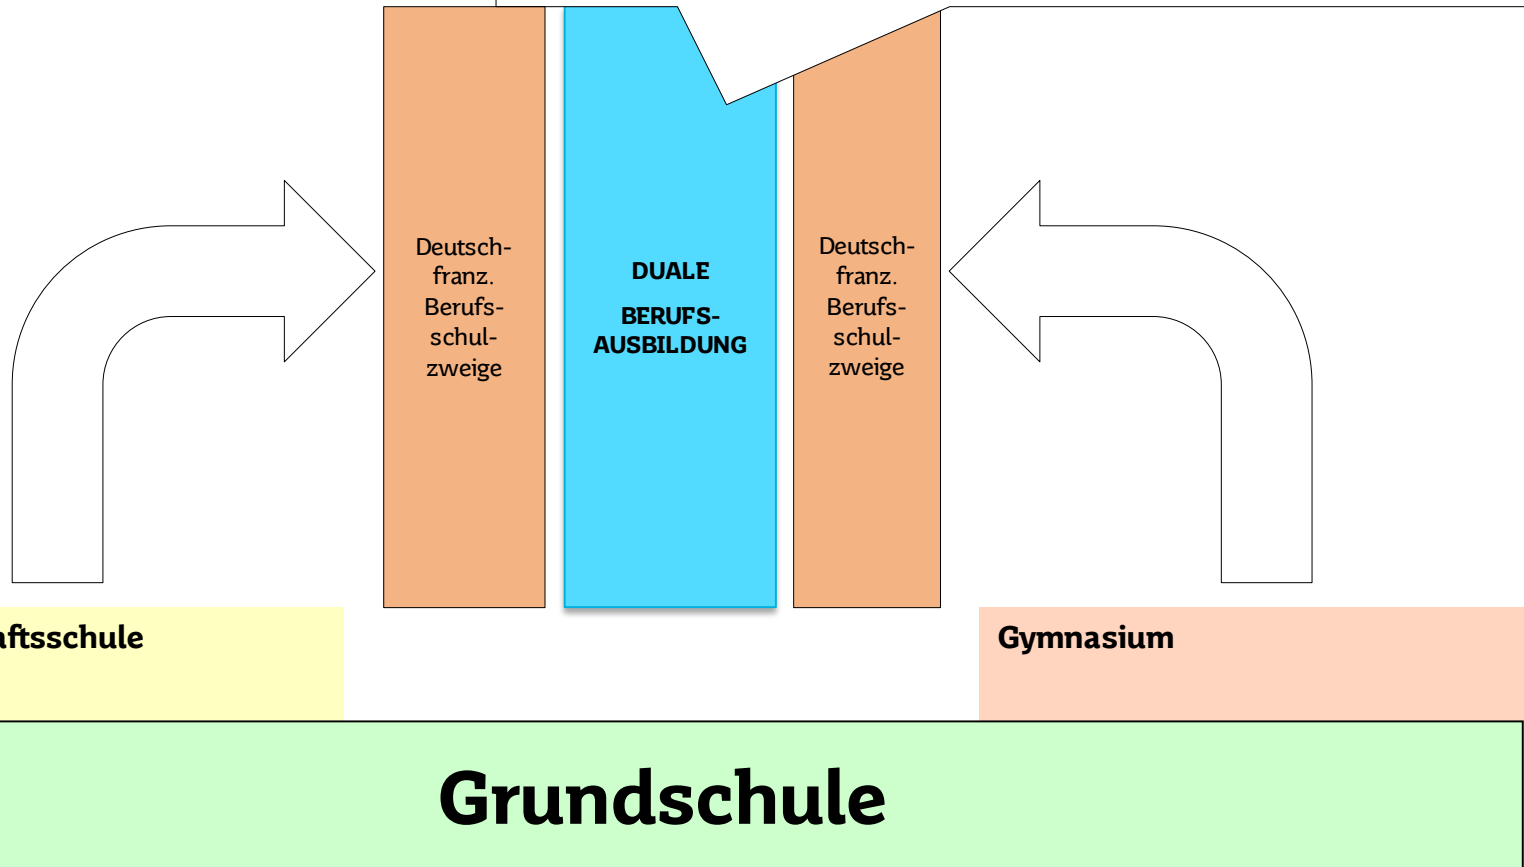 Deutsch-
franz.
Berufs-
schul-
zweige
DUALE
BERUFS-
AUSBILDUNG
Deutsch-
franz.
Berufs-
schul-
zweige
aftsschule
Gymnasium
Grundschule